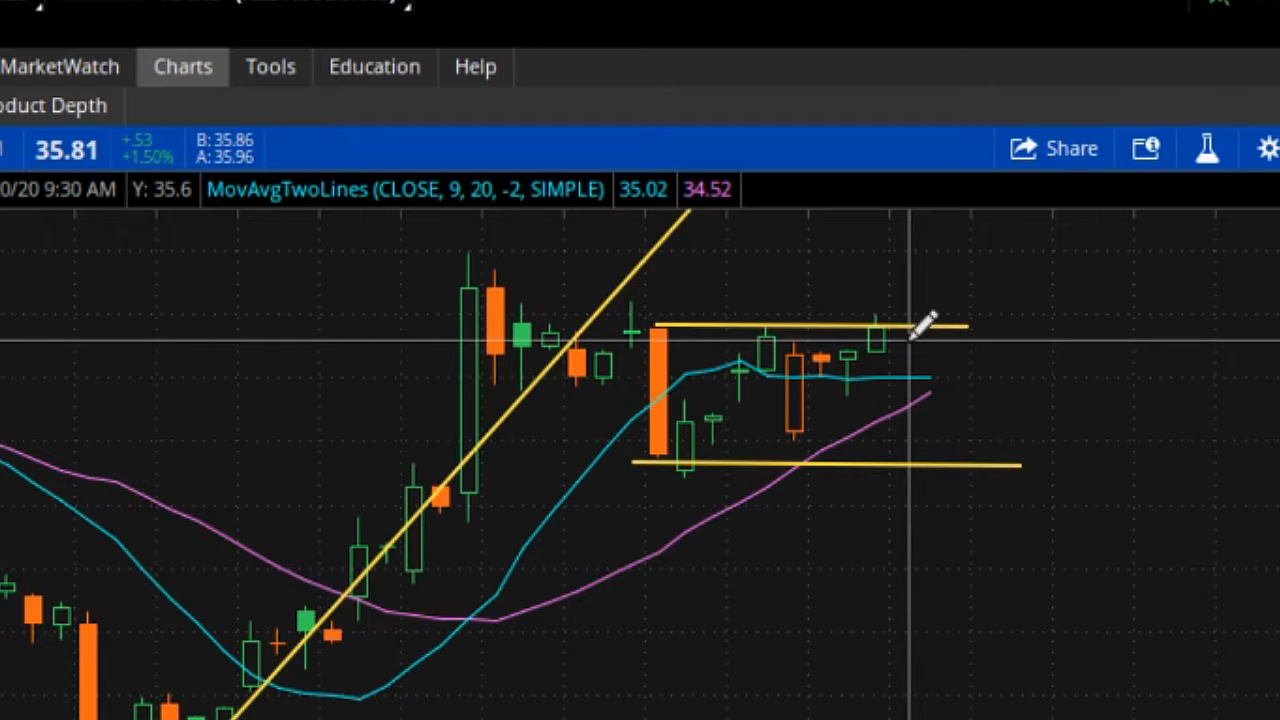 MarketWatch Charts Tools Education Help
oduct Depth
35.81 +.53 B: 35.86 Share
+1.50% A: 35.96
0/20 9:30 AM Y: 35.6 MovAvgTwoLines (CLOSE, 9, 20, -2, SIMPLE) 35.02 34.52